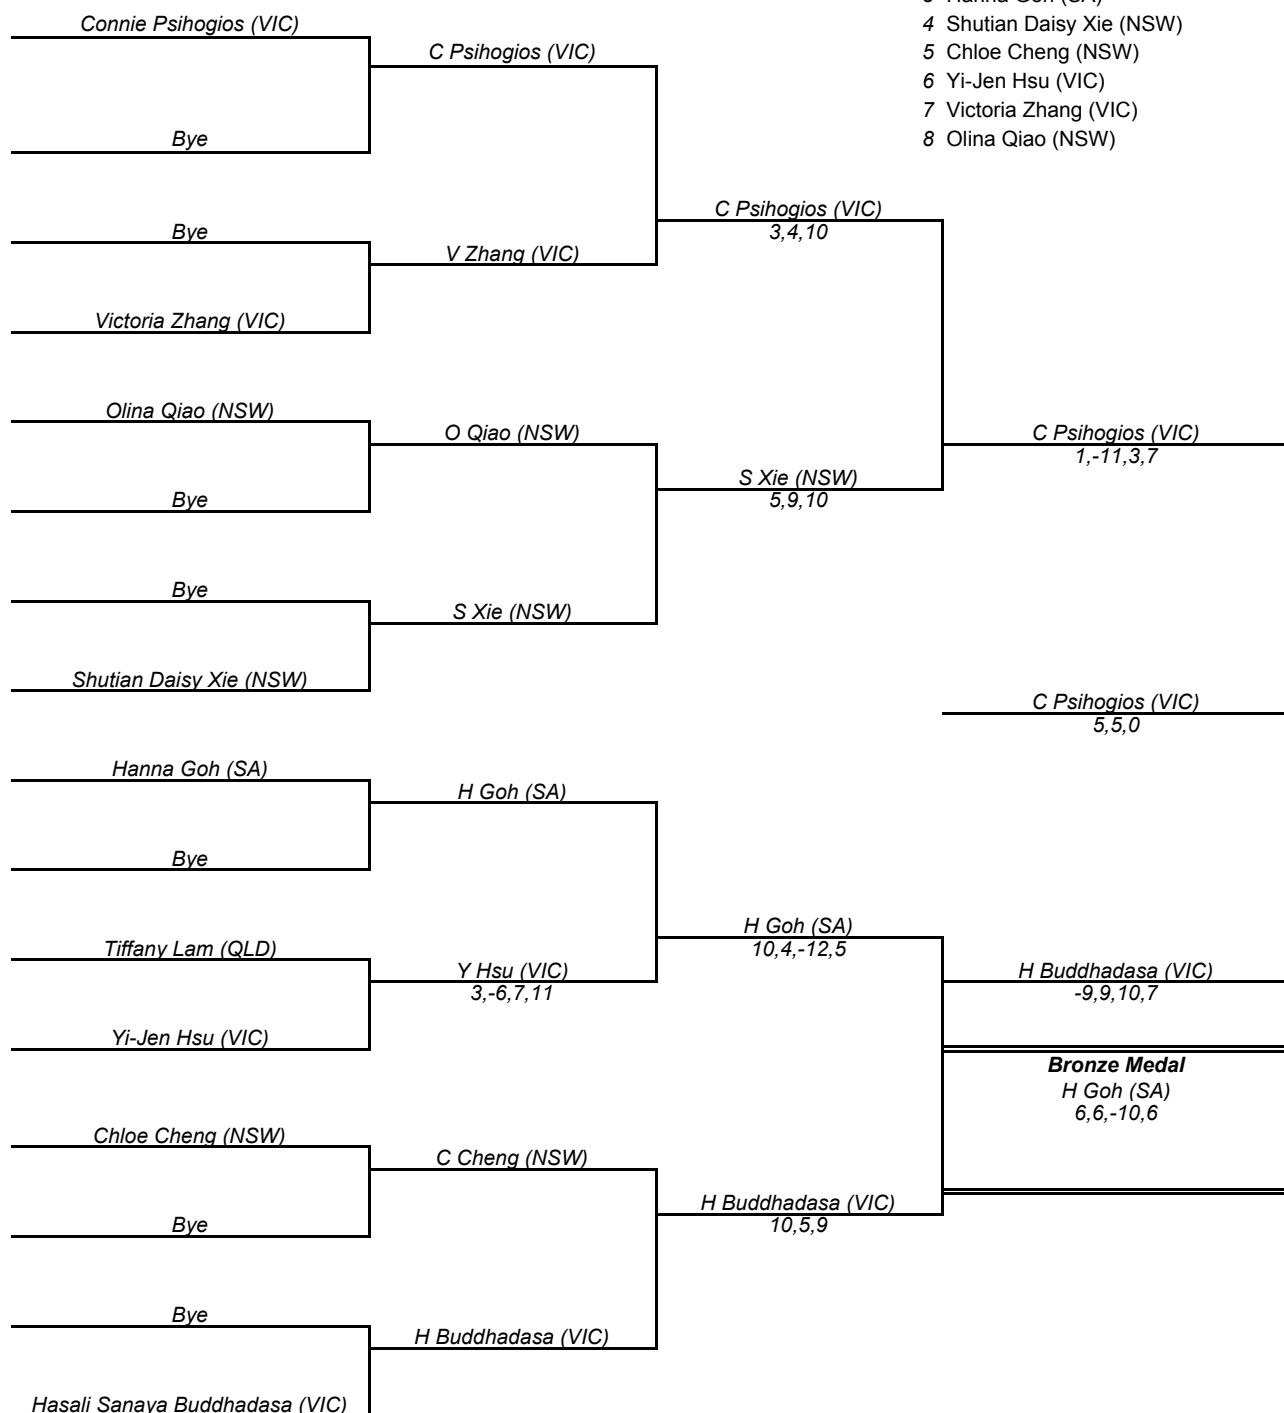 3 Hanna Goh (SA)
4 Shutian Daisy Xie (NSW)
5 Chloe Cheng (NSW)
6 Yi-Jen Hsu (VIC)
7 Victoria Zhang (VIC)
8 Olina Qiao (NSW)
Connie Psihogios (VIC)
Bye
Bye
Victoria Zhang (VIC)
Olina Qiao (NSW)
Bye
Bye
Shutian Daisy Xie (NSW)
Hanna Goh (SA)
Bye
Tiffany Lam (QLD)
Yi-Jen Hsu (VIC)
Chloe Cheng (NSW)
Bye
Bye
Hasali Sanaya Buddhadasa (VIC)
C Psihogios (VIC)
V Zhang (VIC)
O Qiao (NSW)
S Xie (NSW)
H Goh (SA)
Y Hsu (VIC)
3,-6,7,11
C Cheng (NSW)
H Buddhadasa (VIC)
C Psihogios (VIC)
3,4,10
S Xie (NSW)
5,9,10
H Goh (SA)
10,4,-12,5
H Buddhadasa (VIC)
10,5,9
C Psihogios (VIC)
1,-11,3,7
C Psihogios (VIC)
5,5,0
H Buddhadasa (VIC)
-9,9,10,7
Bronze Medal
H Goh (SA)
6,6,-10,6